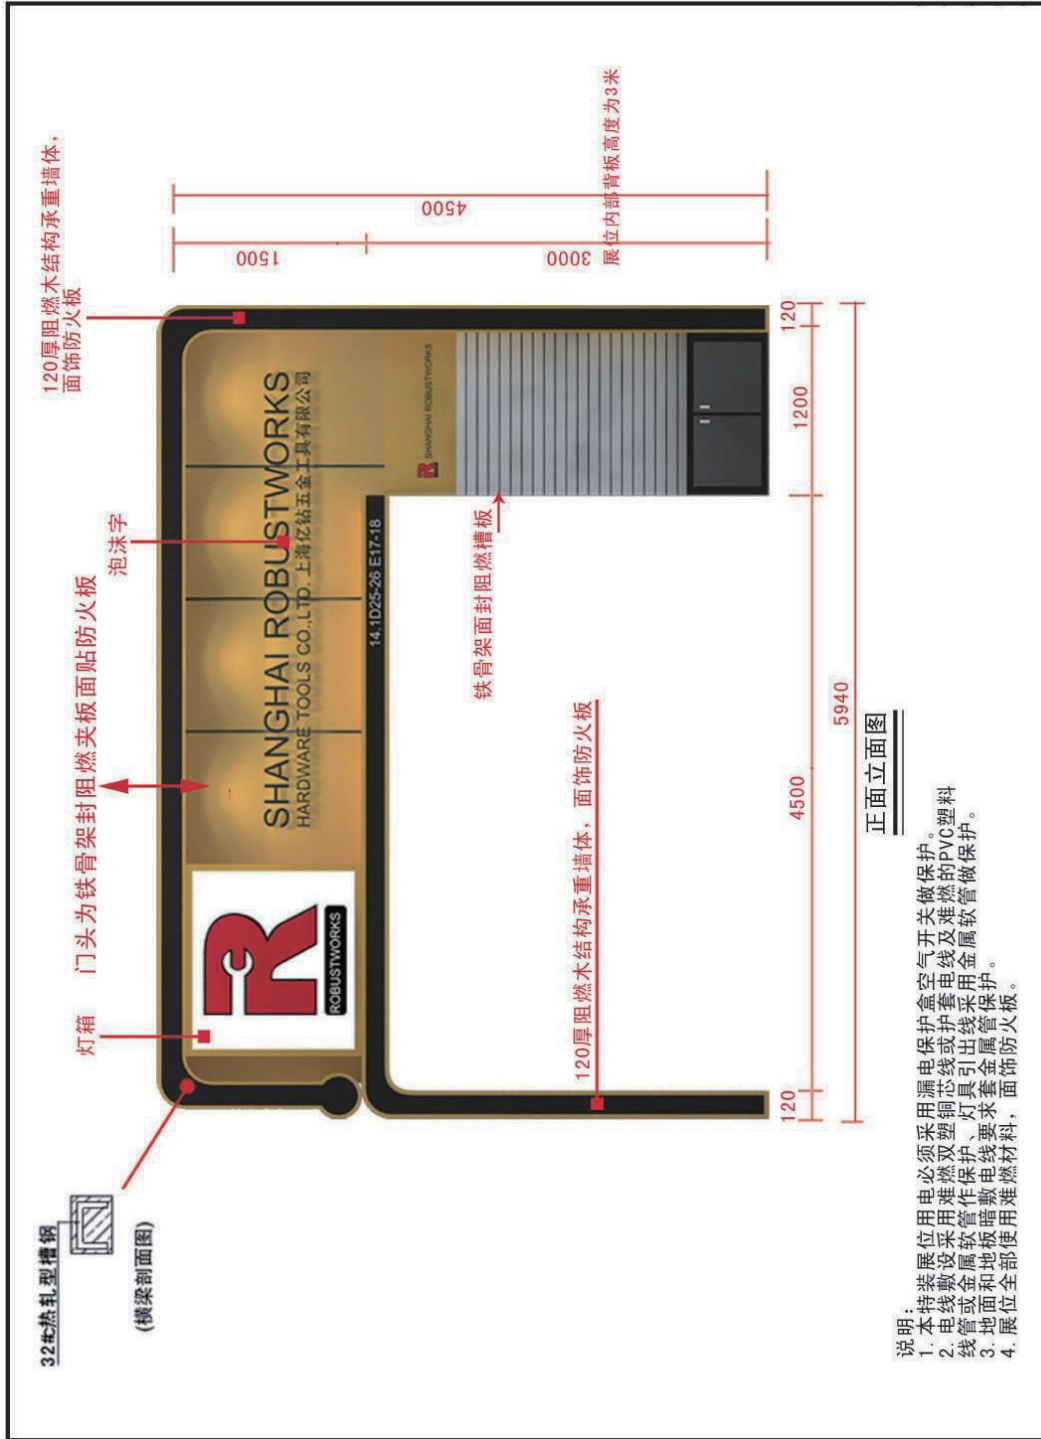 32#热轧型槽钢
(横梁剖面图)
灯箱
门头为铁骨架封阻燃夹板面贴防火板
泡沫字
120厚阻燃木结构承重墙体，
面饰防火板
ROBUSTWORKS
SHANGHAI ROBUSTWORKS
HARDWARE TOOLS CO.,LTD. 上海亿钻五金工具有限公司
14.1D25-26 E17-18
SHANGHAI ROBUSTWORKS
铁骨架面封阻燃槽板
120厚阻燃木结构承重墙体，面饰防火板
1500
3000
4500
展位内部背板高度为3米
120
4500
1200
120
5940
正面立面图
说明：
1. 本特装展位用电必须采用漏电保护盒空气开关做保护。
2. 电线敷设采用难燃双塑铜芯线或护套电线及难燃的PVC塑料
线管或金属软管作保护、灯具引出线采用金属软管做保护。
3. 地面和地板暗敷电线要求套金属管保护。
4. 展位全部使用难燃材料，面饰防火板。